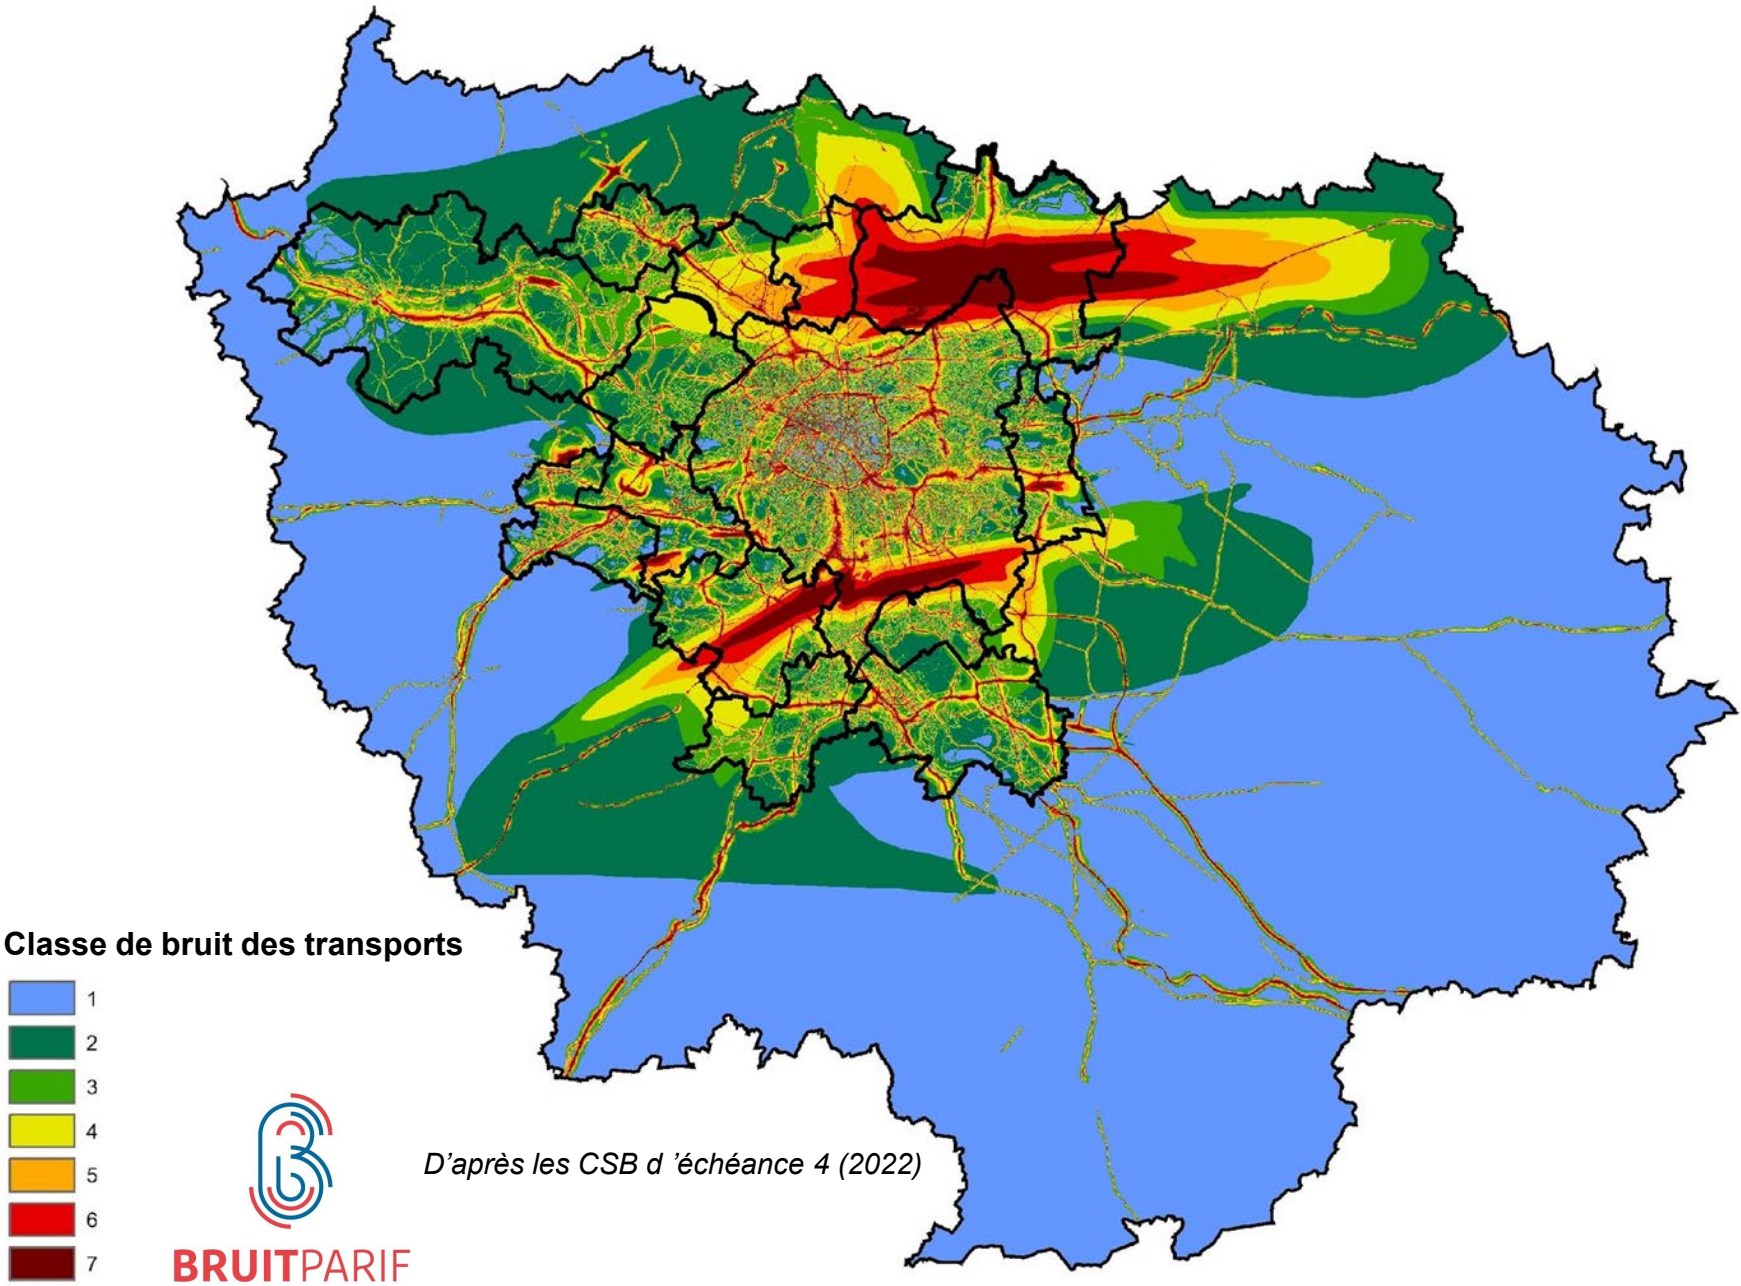 Classe de bruit des transports
1
2
3
4
5
6
7
D'après les CSB d 'échéance 4 (2022)
BRUITPARIF